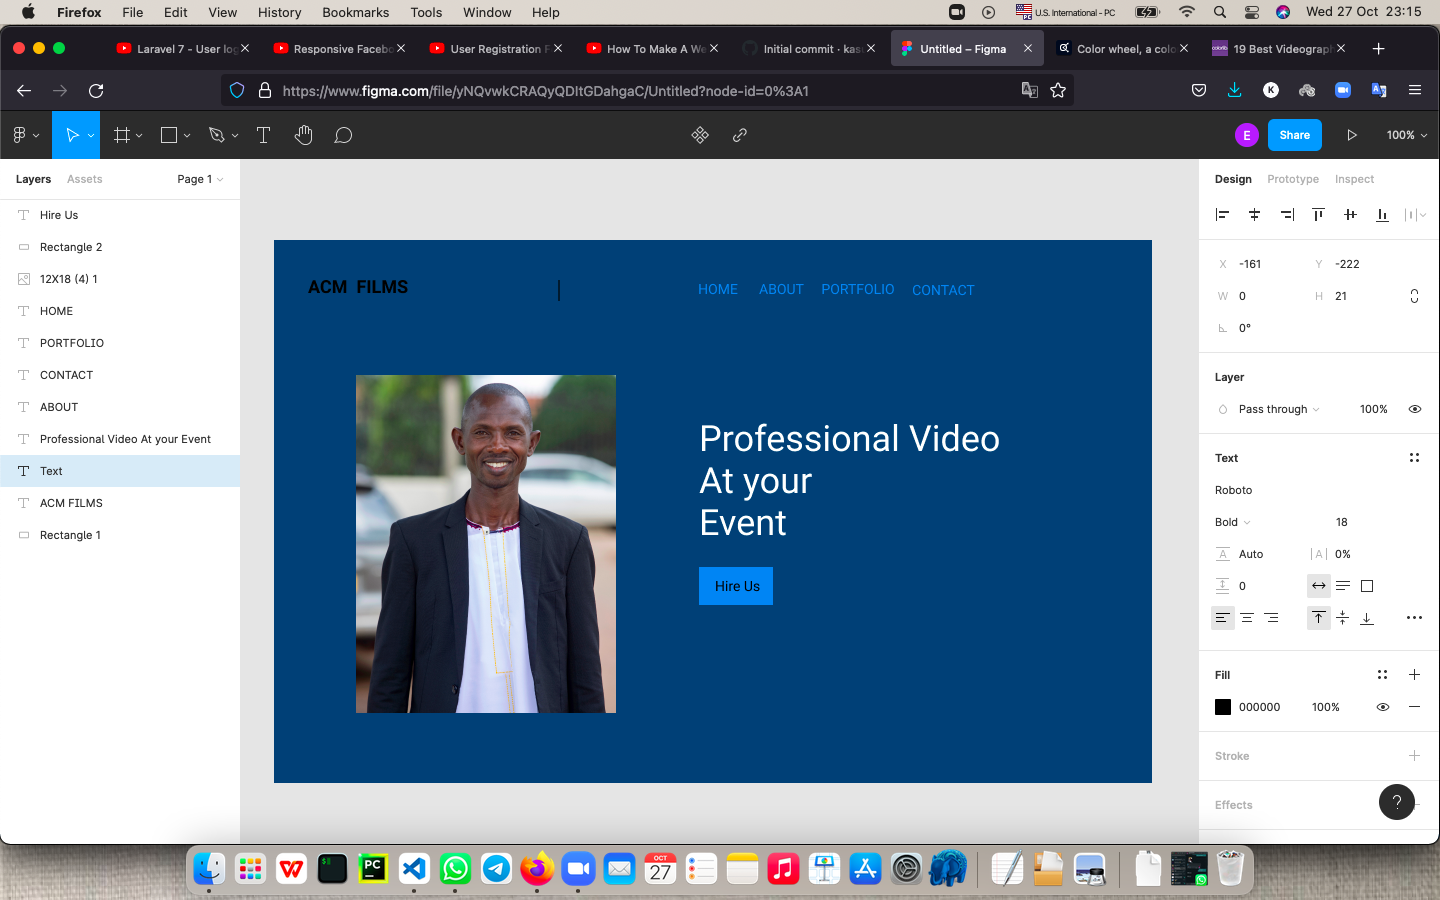 Firefox File Edit View History Bookmarks Tools Window Help U.S. International - PC Wed 27 Oct 23:15
Laravel 7 - User log Responsive Facebo User Registration F How To Make A We Initial commit · kas Untitled – Figma Color wheel, a colo 19 Best Videograph
https://www.figma.com/file/yNQvwkCRAQyQDItGDahgaC/Untitled?node-id=0%3A1
E Share 100%
Layers Assets Page 1
Hire Us
Rectangle 2
12X18 (4) 1
HOME
PORTFOLIO
CONTACT
ABOUT
Professional Video At your Event
Text
ACM FILMS
Rectangle 1
ACM FILMS
HOME ABOUT PORTFOLIO CONTACT
Professional Video
At your
Event
Hire Us
Design Prototype Inspect
X -161 Y -222
W 0 H 21
0°
Layer
Pass through 100%
Text
Roboto
Bold 18
A Auto |A| 0%
0
Fill
000000 100%
Stroke
Effects
?
PC OCT 27